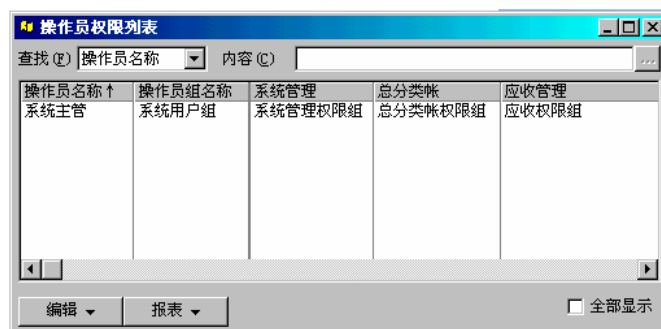 操作员权限列表
查找(F) 操作员名称 内容(C) ...
操作员名称↑ 操作员组名称 系统管理 总分类帐 应收管理
系统主管 系统用户组 系统管理权限组 总分类帐权限组 应收权限组
编辑 报表 全部显示